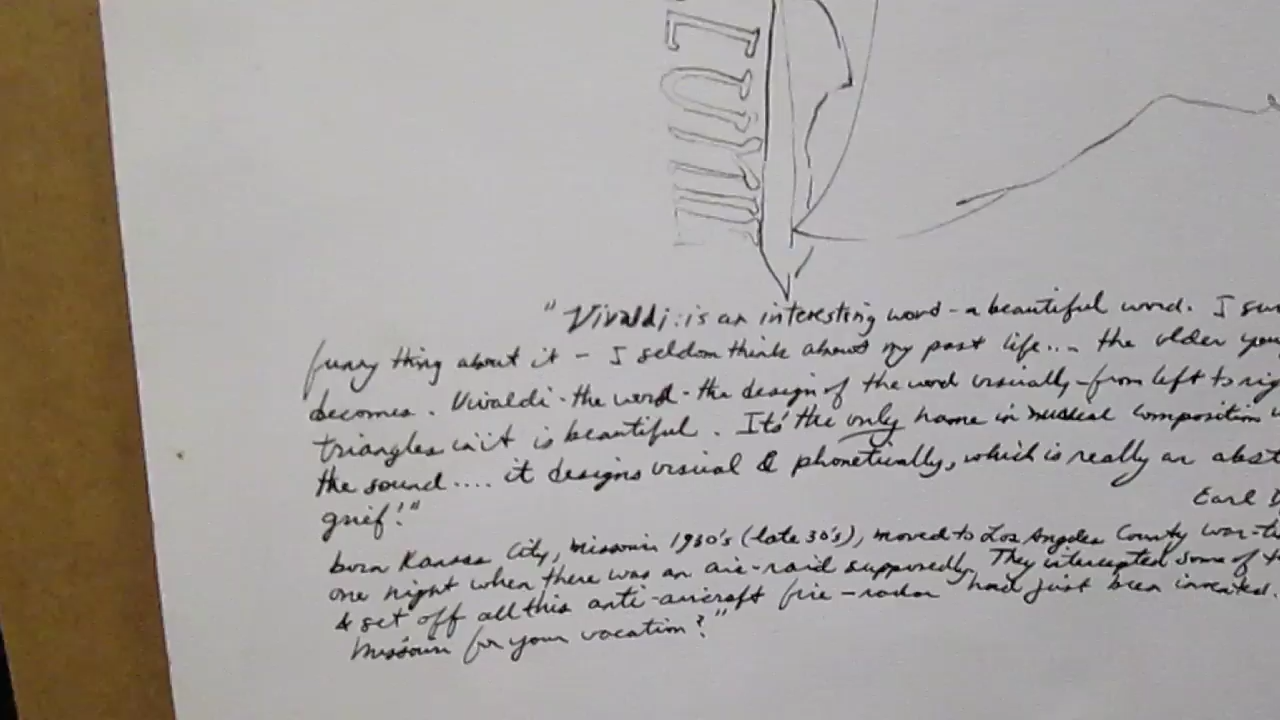 "Vivaldi: is an interesting word - a beautiful word. I
funny thing about it - I seldom think about my past life... the older you
becomes. Vivaldi - the word - the design of the word visually - from left to
triangles in it is beautiful. It's the only name in musical composition
the sound.... it designs visual & phonetically, which is really an
Earl
grief!"
born Kansas City, Missouri 1930's (late 30's), moved to Los Angeles County
one night when there was an air-raid supposedly. They intercepted some of
& set off all this anti-aircraft fire - radar had just been invented.
Missouri for your vacation?"